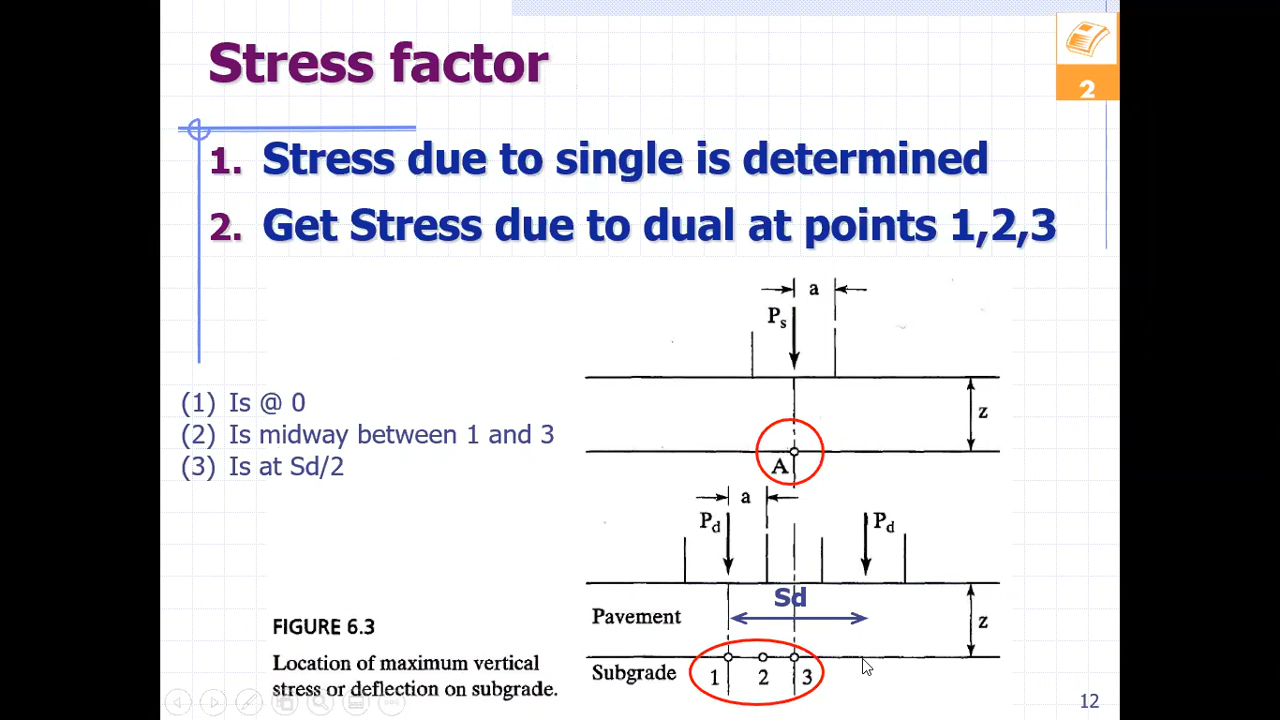 Stress factor
2
1. Stress due to single is determined
2. Get Stress due to dual at points 1,2,3
a
Ps
z
A
(1) Is @ 0
(2) Is midway between 1 and 3
(3) Is at Sd/2
a
Pd
Pd
Sd
Pavement
z
Subgrade
1 2 3
FIGURE 6.3
Location of maximum vertical
stress or deflection on subgrade.
12